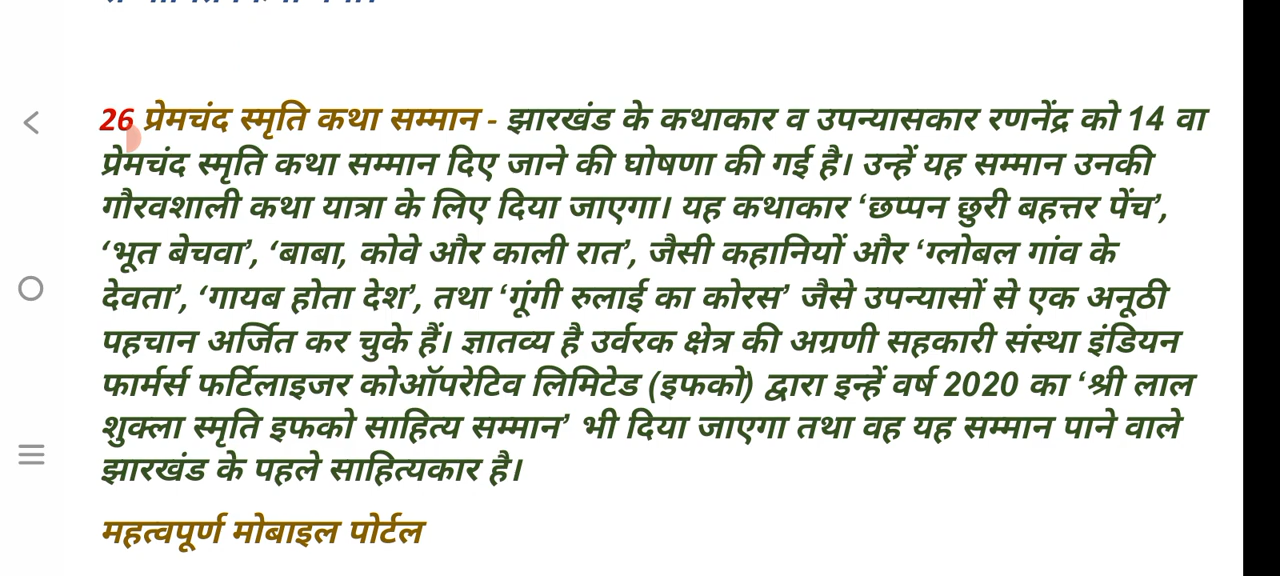 26 प्रेमचंद स्मृति कथा सम्मान - झारखंड के कथाकार व उपन्यासकार रणनेंद्र को 14 वा
प्रेमचंद स्मृति कथा सम्मान दिए जाने की घोषणा की गई है। उन्हें यह सम्मान उनकी
गौरवशाली कथा यात्रा के लिए दिया जाएगा। यह कथाकार ‘छप्पन छुरी बहत्तर पेंच’,
‘भूत बेचवा’, ‘बाबा, कोवे और काली रात’, जैसी कहानियों और ‘ग्लोबल गांव के
देवता’, ‘गायब होता देश’, तथा ‘गूंगी रुलाई का कोरस’ जैसे उपन्यासों से एक अनूठी
पहचान अर्जित कर चुके हैं। ज्ञातव्य है उर्वरक क्षेत्र की अग्रणी सहकारी संस्था इंडियन
फार्मर्स फर्टिलाइजर कोऑपरेटिव लिमिटेड (इफको) द्वारा इन्हें वर्ष 2020 का ‘श्री लाल
शुक्ला स्मृति इफको साहित्य सम्मान’ भी दिया जाएगा तथा वह यह सम्मान पाने वाले
झारखंड के पहले साहित्यकार है।
महत्वपूर्ण मोबाइल पोर्टल